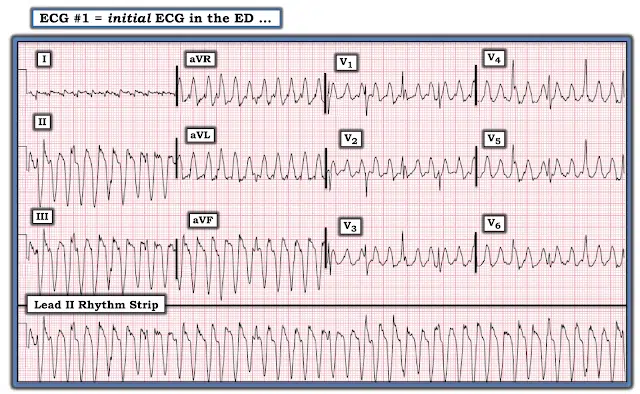 ECG #1 = initial ECG in the ED ...
I
aVR
V1
V4
II
aVL
V2
V5
III
aVF
V3
V6
Lead II Rhythm Strip